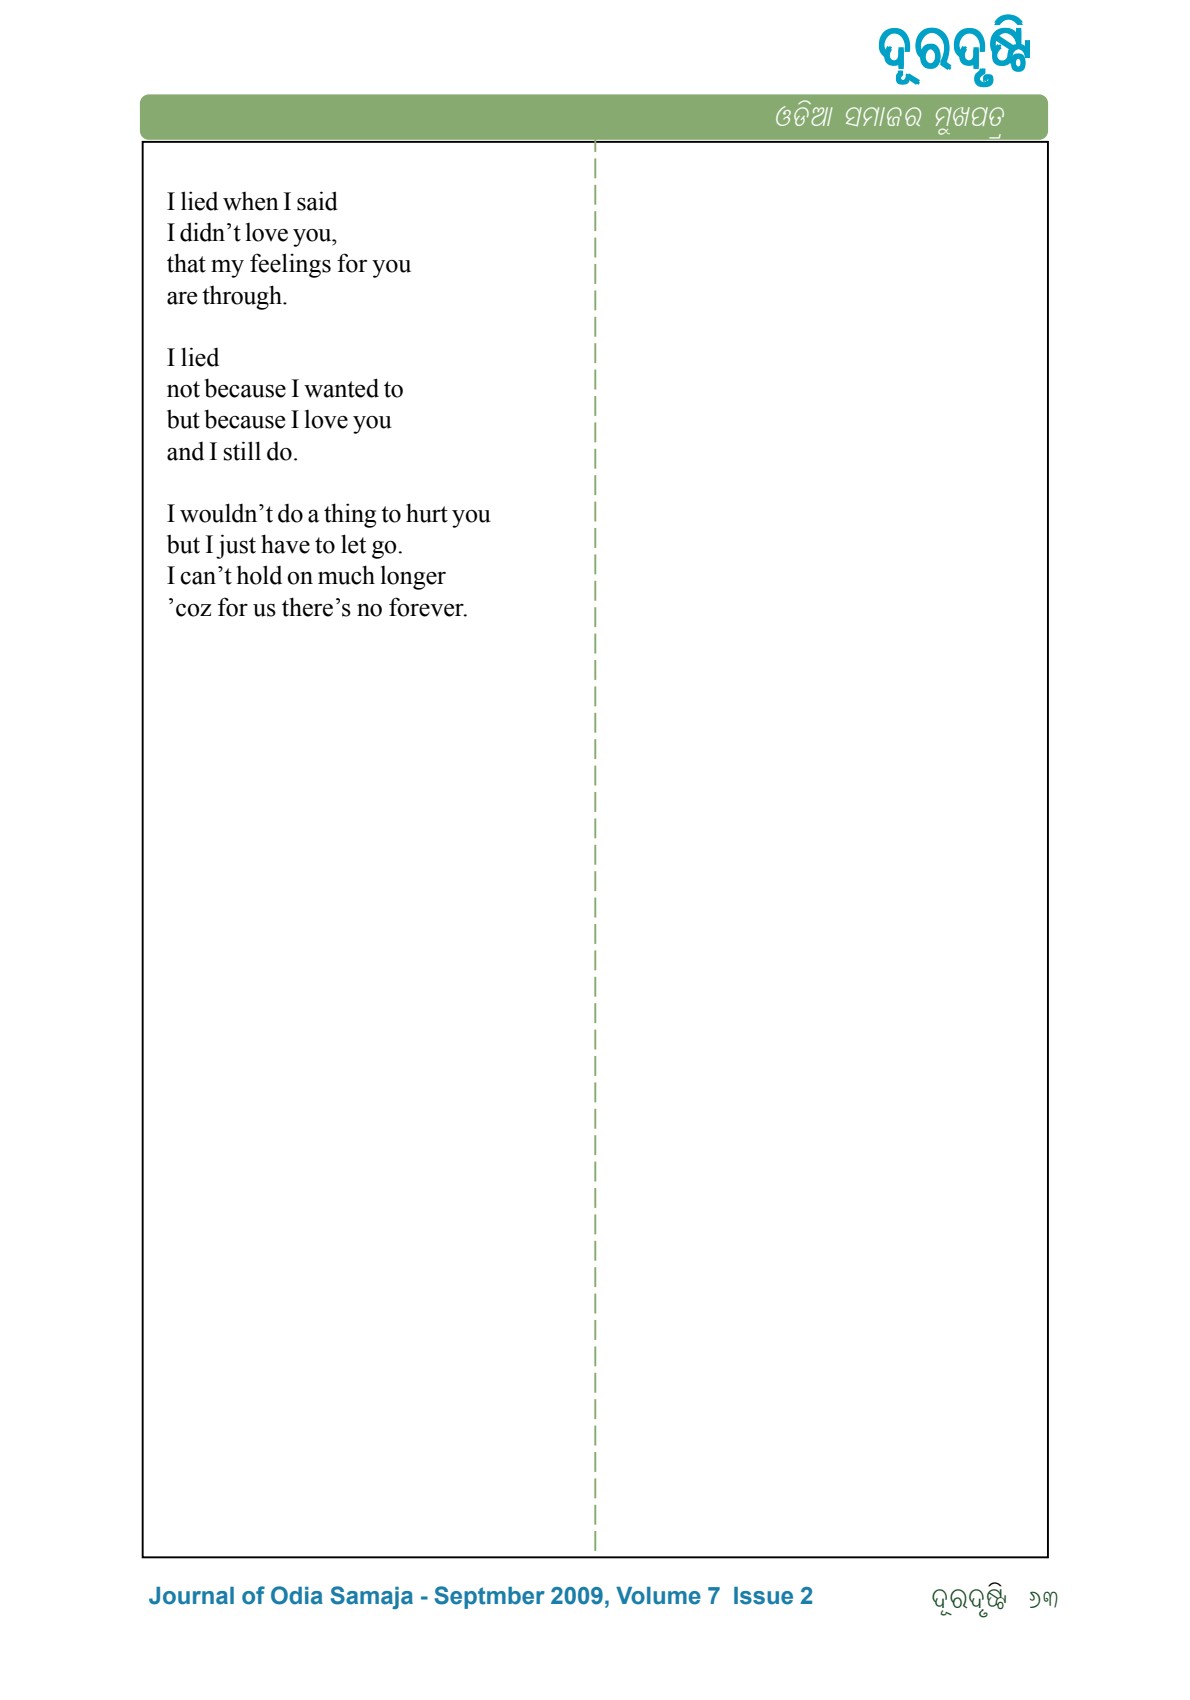 ଦୂରଦୃଷ୍ଟି
ଓଡିଆ ସମାଜର ମୁଖପତ୍ର
I lied when I said
I didn’t love you,
that my feelings for you
are through.
I lied
not because I wanted to
but because I love you
and I still do.
I wouldn’t do a thing to hurt you
but I just have to let go.
I can’t hold on much longer
’coz for us there’s no forever.
Journal of Odia Samaja - Septmber 2009, Volume 7 Issue 2
ଦୂରଦୃଷ୍ଟି ୬୩